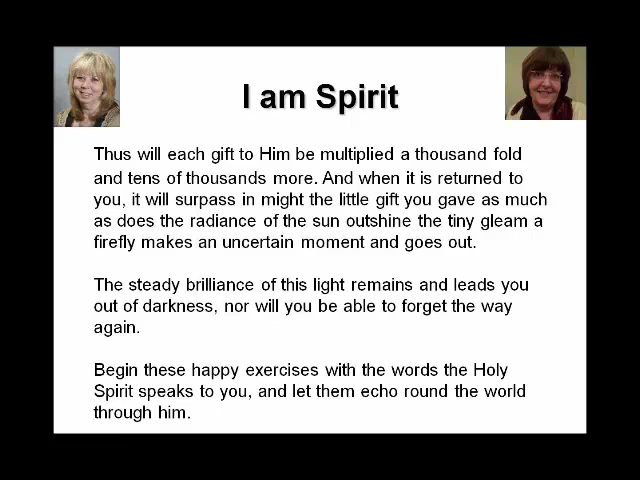 I am Spirit
Thus will each gift to Him be multiplied a thousand fold
and tens of thousands more. And when it is returned to
you, it will surpass in might the little gift you gave as much
as does the radiance of the sun outshine the tiny gleam a
firefly makes an uncertain moment and goes out.
The steady brilliance of this light remains and leads you
out of darkness, nor will you be able to forget the way
again.
Begin these happy exercises with the words the Holy
Spirit speaks to you, and let them echo round the world
through him.